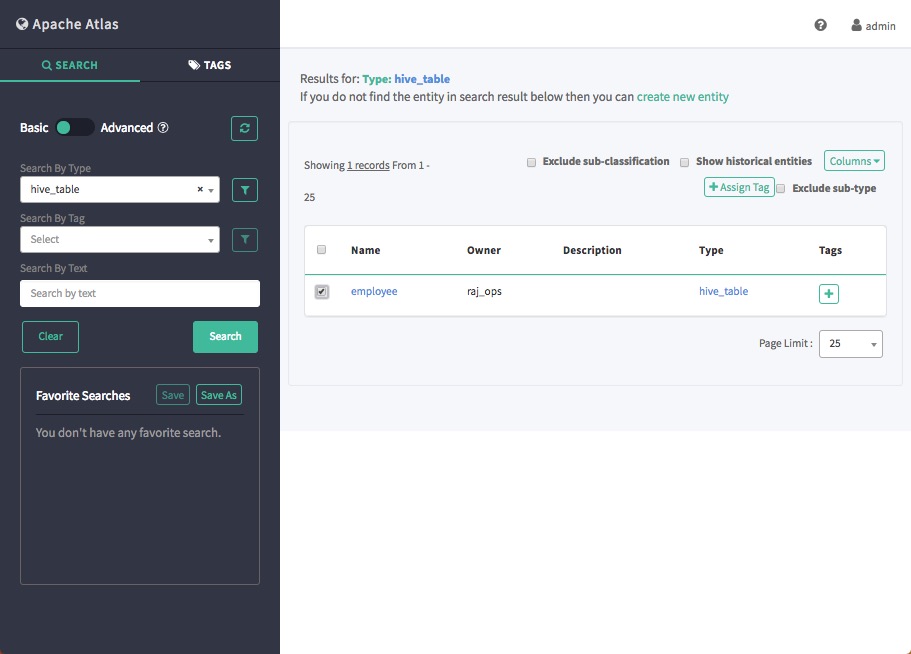 Apache Atlas
admin
SEARCH
TAGS
Basic Advanced
Search By Type
hive_table
Search By Tag
Select
Search By Text
Search by text
Clear Search
Favorite Searches Save Save As
You don't have any favorite search.
Results for: Type: hive_table
If you do not find the entity in search result below then you can create new entity
Showing 1 records From 1 -
25
Exclude sub-classification Show historical entities Columns
Assign Tag Exclude sub-type
Name Owner Description Type Tags
employee raj_ops hive_table
Page Limit : 25